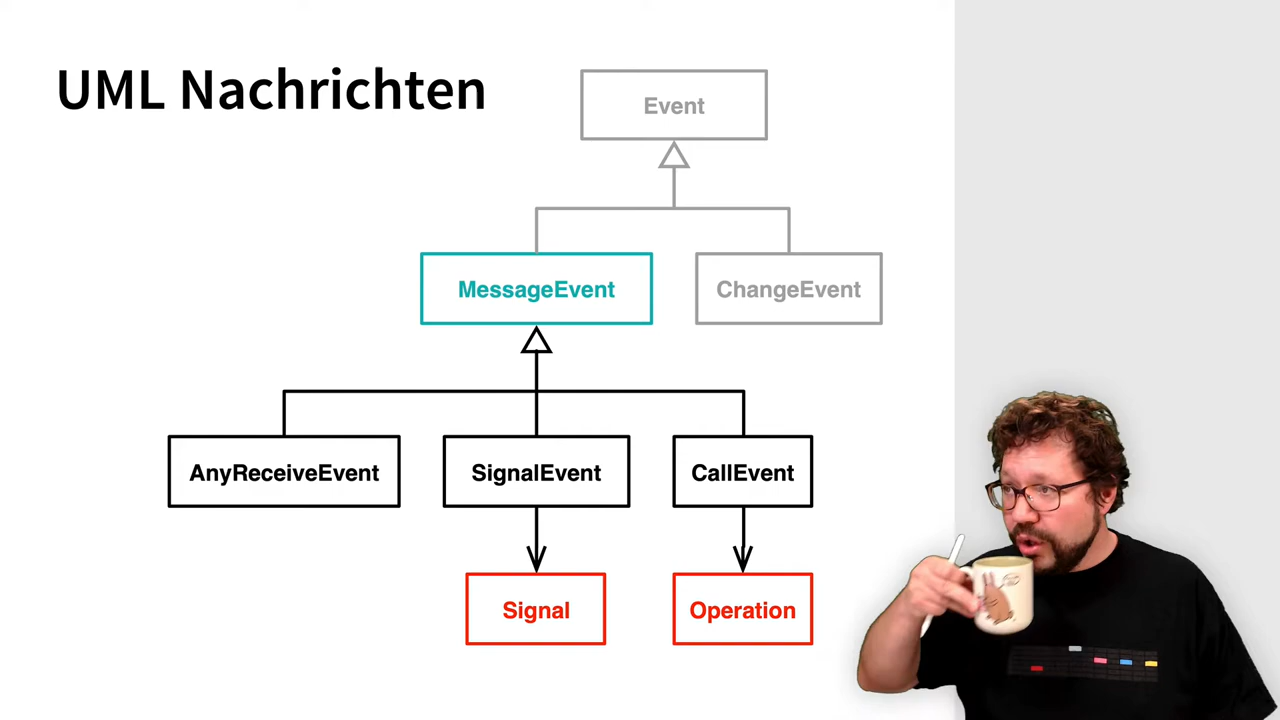 UML Nachrichten
Event
MessageEvent
ChangeEvent
AnyReceiveEvent
SignalEvent
CallEvent
Signal
Operation